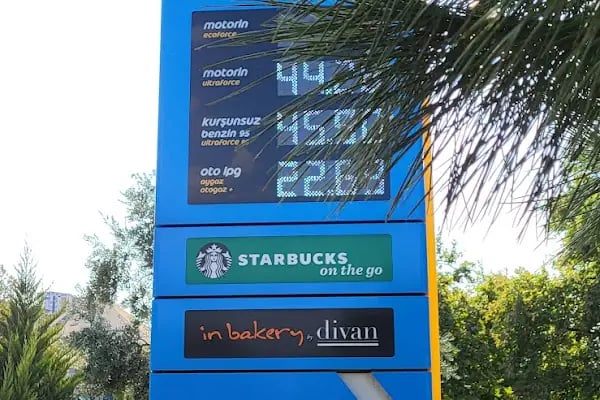 motorin
ecoforce
motorin
ultraforce
kurşunsuz
benzin 95
ultraforce
oto lpg
aygaz
otogaz +
STARBUCKS
on the go
in bakery by divan